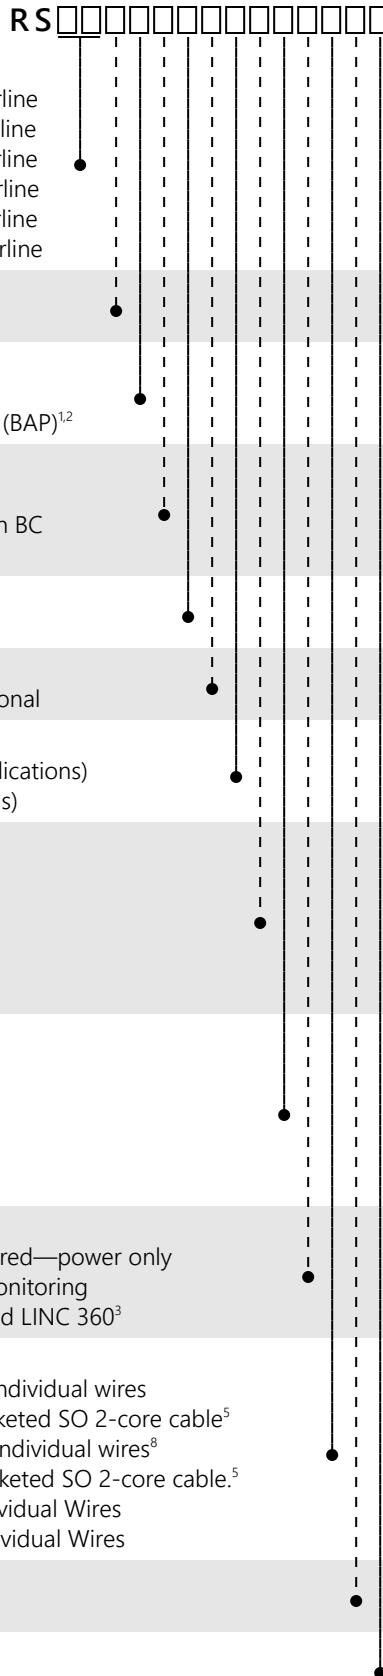 RS
rline
line
rline
rline
rline
rline
(BAP)1,2
n BC
onal
lications)
s)
red—power only
onitoring
d LINC 3603
ndividual wires
keted SO 2-core cable5
ndividual wires8
keted SO 2-core cable.5
vidual Wires
vidual Wires